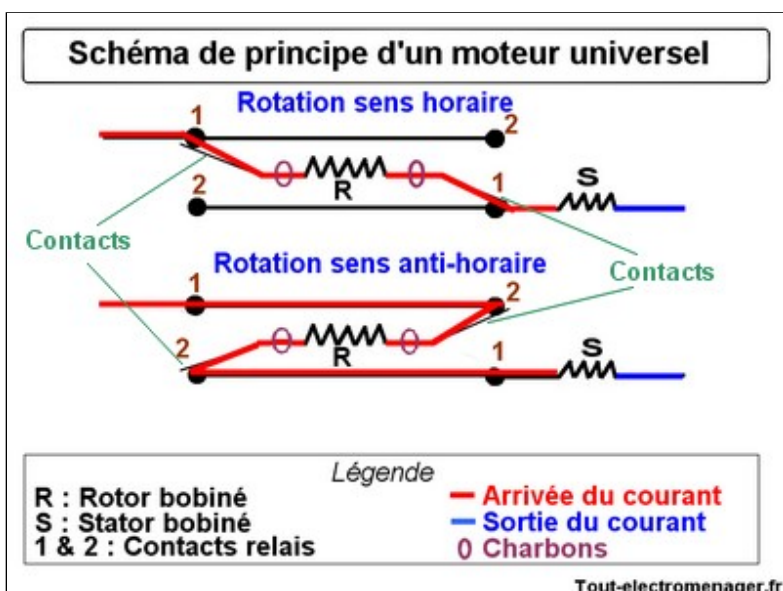 Schéma de principe d'un moteur universel
Rotation sens horaire
1
2
R
2
1
S
Contacts
Contacts
Rotation sens anti-horaire
1
2
R
2
1
S
Légende
R : Rotor bobiné
S : Stator bobiné
1 & 2 : Contacts relais
Arrivée du courant
Sortie du courant
Charbons
Tout-electromenager.fr